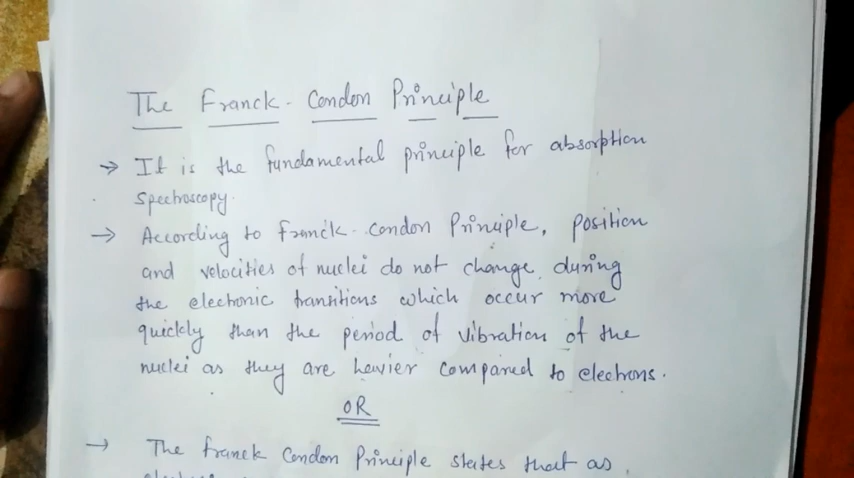 The Franck-Condon Principle
→ It is the fundamental principle for absorption
spectroscopy.
→ According to Franck-Condon Principle, position
and velocities of nuclei do not change during
the electronic transitions which occur more
quickly than the period of vibration of the
nuclei as they are heavier compared to electrons.
OR
→ The Franck Condon Principle states that as